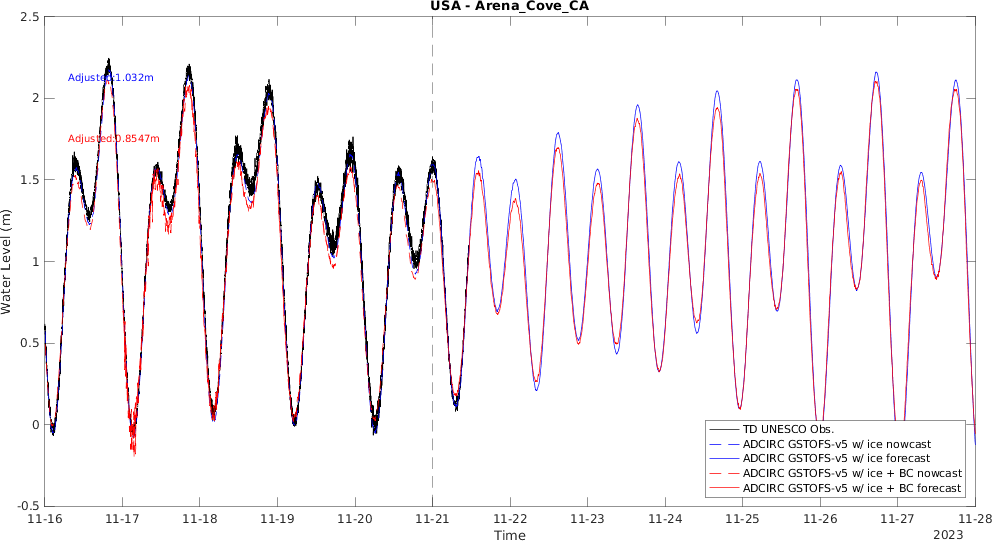 USA - Arena_Cove_CA
2.5
2
1.5
1
0.5
0
-0.5
Water Level (m)
Adjusted:1.032m
Adjusted:0.8547m
TD UNESCO Obs.
ADCIRC GSTOFS-v5 w/ ice nowcast
ADCIRC GSTOFS-v5 w/ ice forecast
ADCIRC GSTOFS-v5 w/ ice + BC nowcast
ADCIRC GSTOFS-v5 w/ ice + BC forecast
11-16 11-17 11-18 11-19 11-20 11-21 11-22 11-23 11-24 11-25 11-26 11-27 11-28
Time
2023